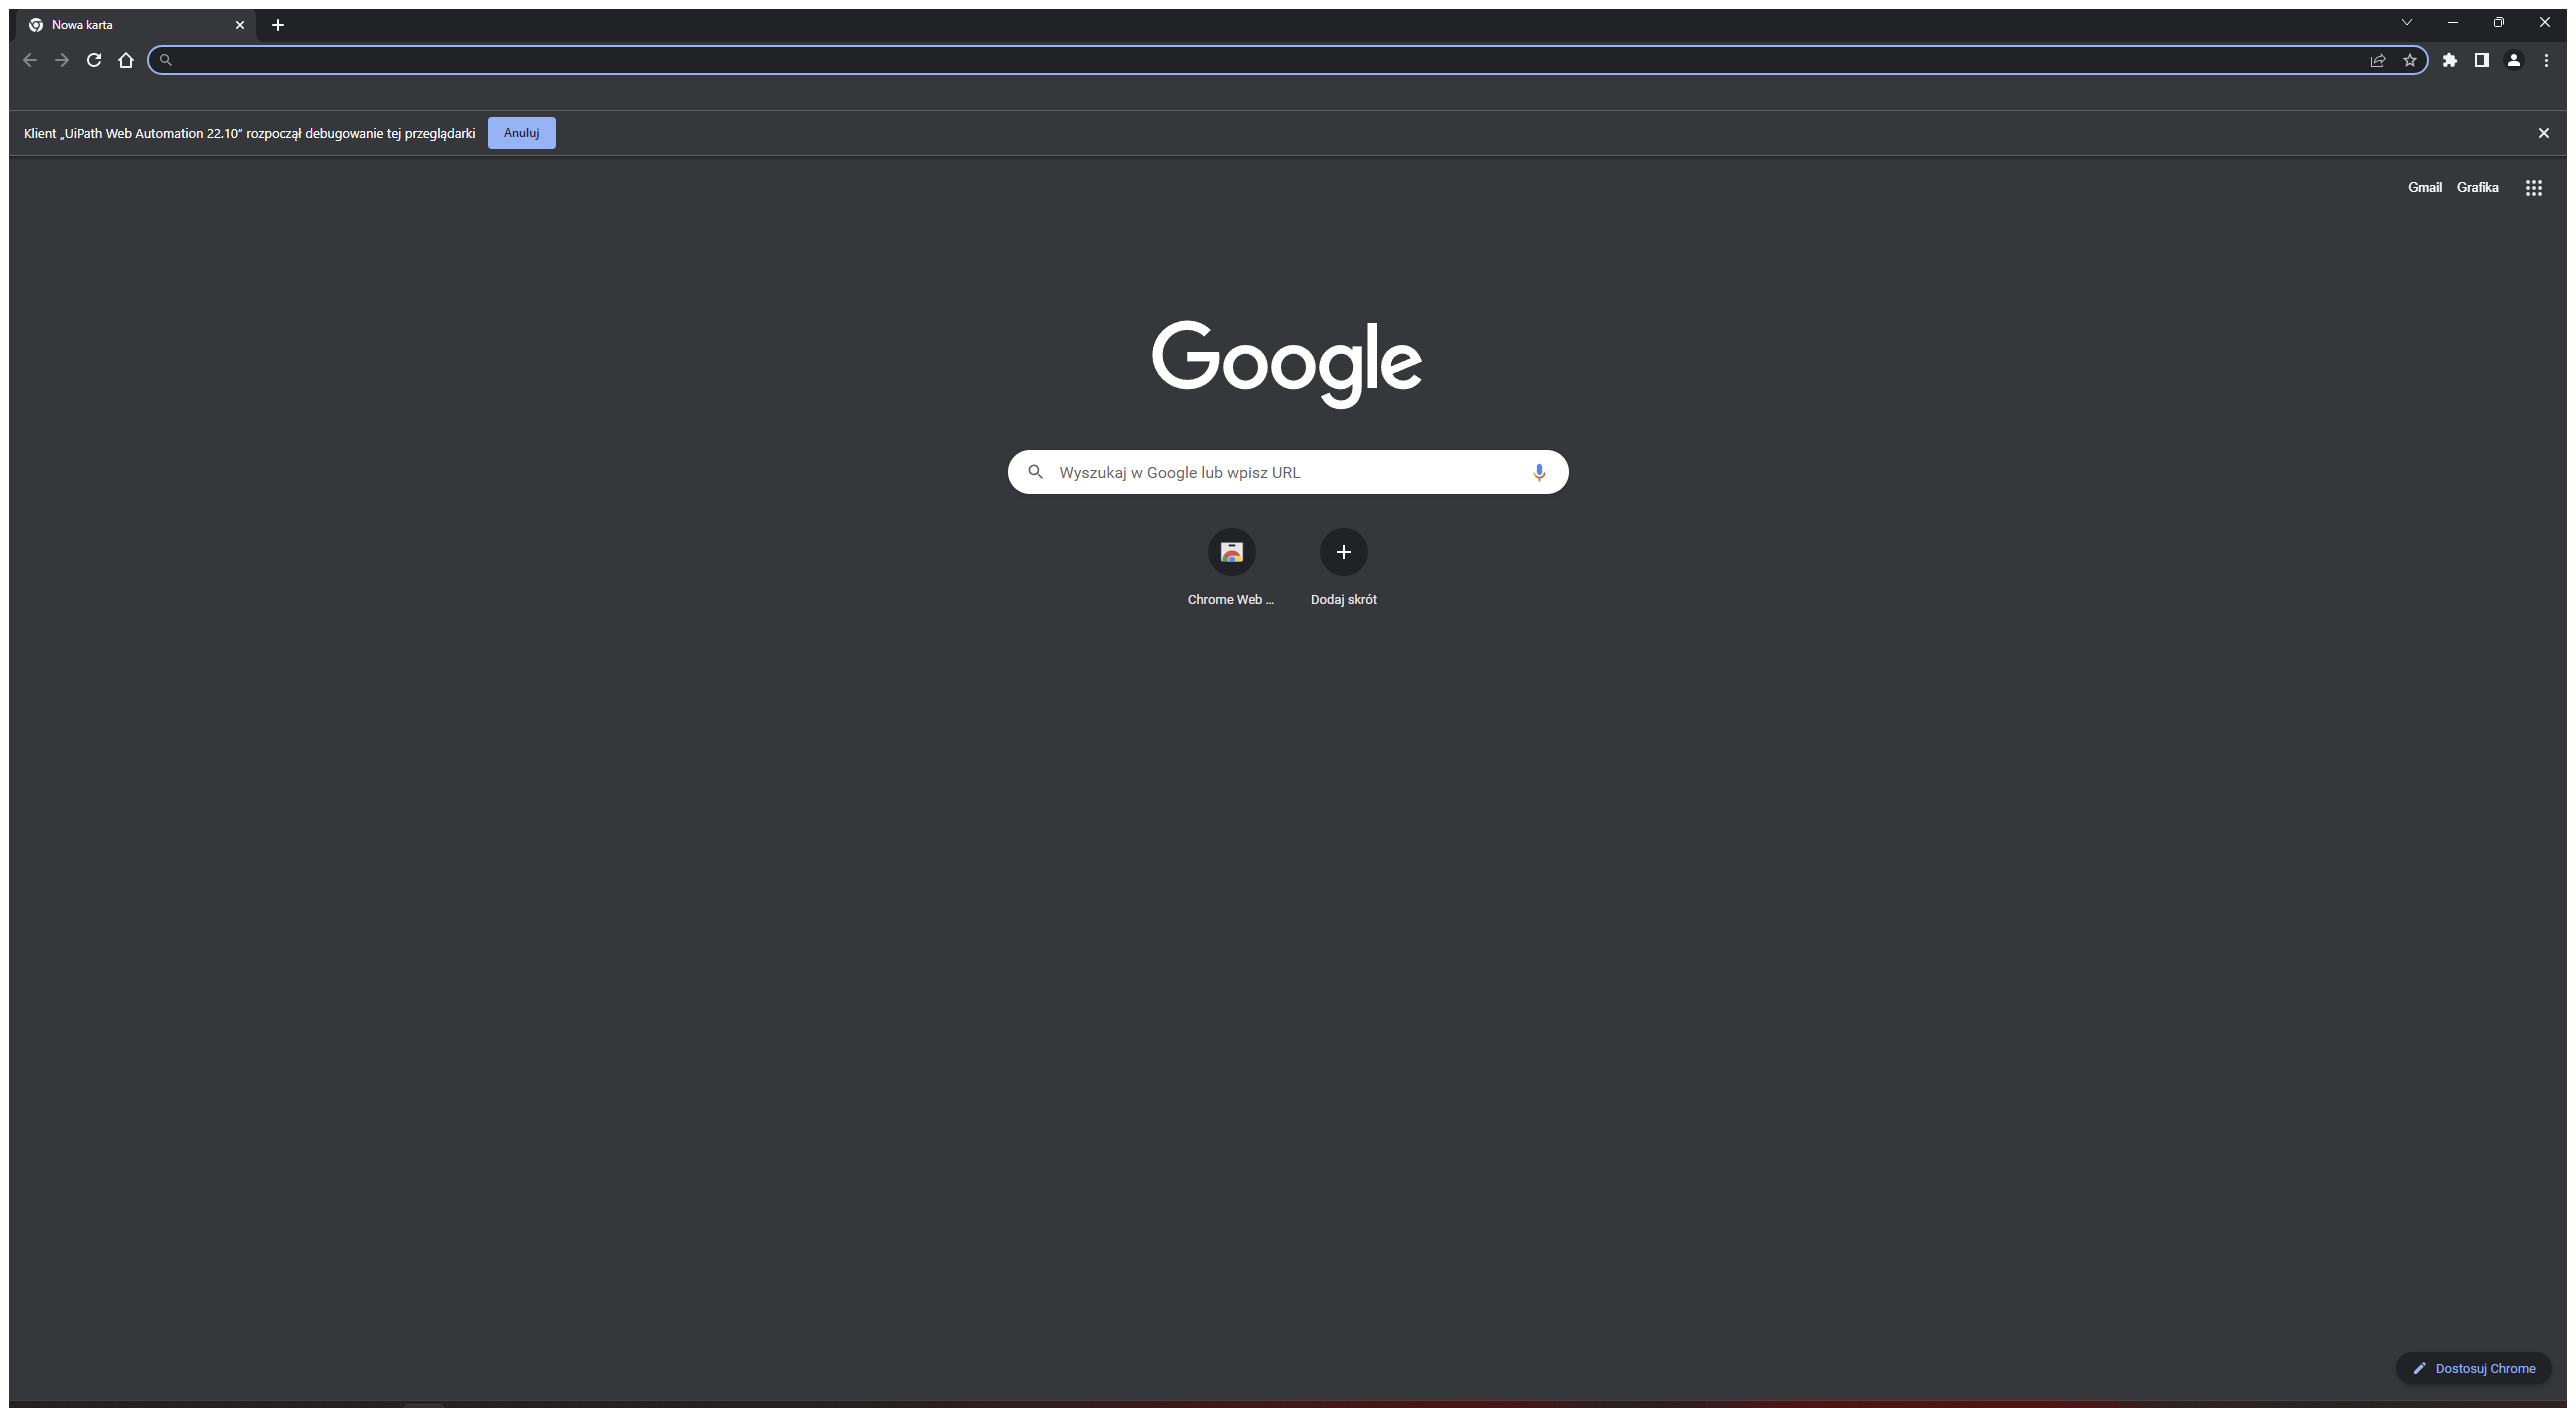 Nowa karta
Klient „UiPath Web Automation 22.10” rozpoczął debugowanie tej przeglądarki Anuluj
Gmail Grafika
Google
Wyszukaj w Google lub wpisz URL
Chrome Web ... Dodaj skrót
Dostosuj Chrome